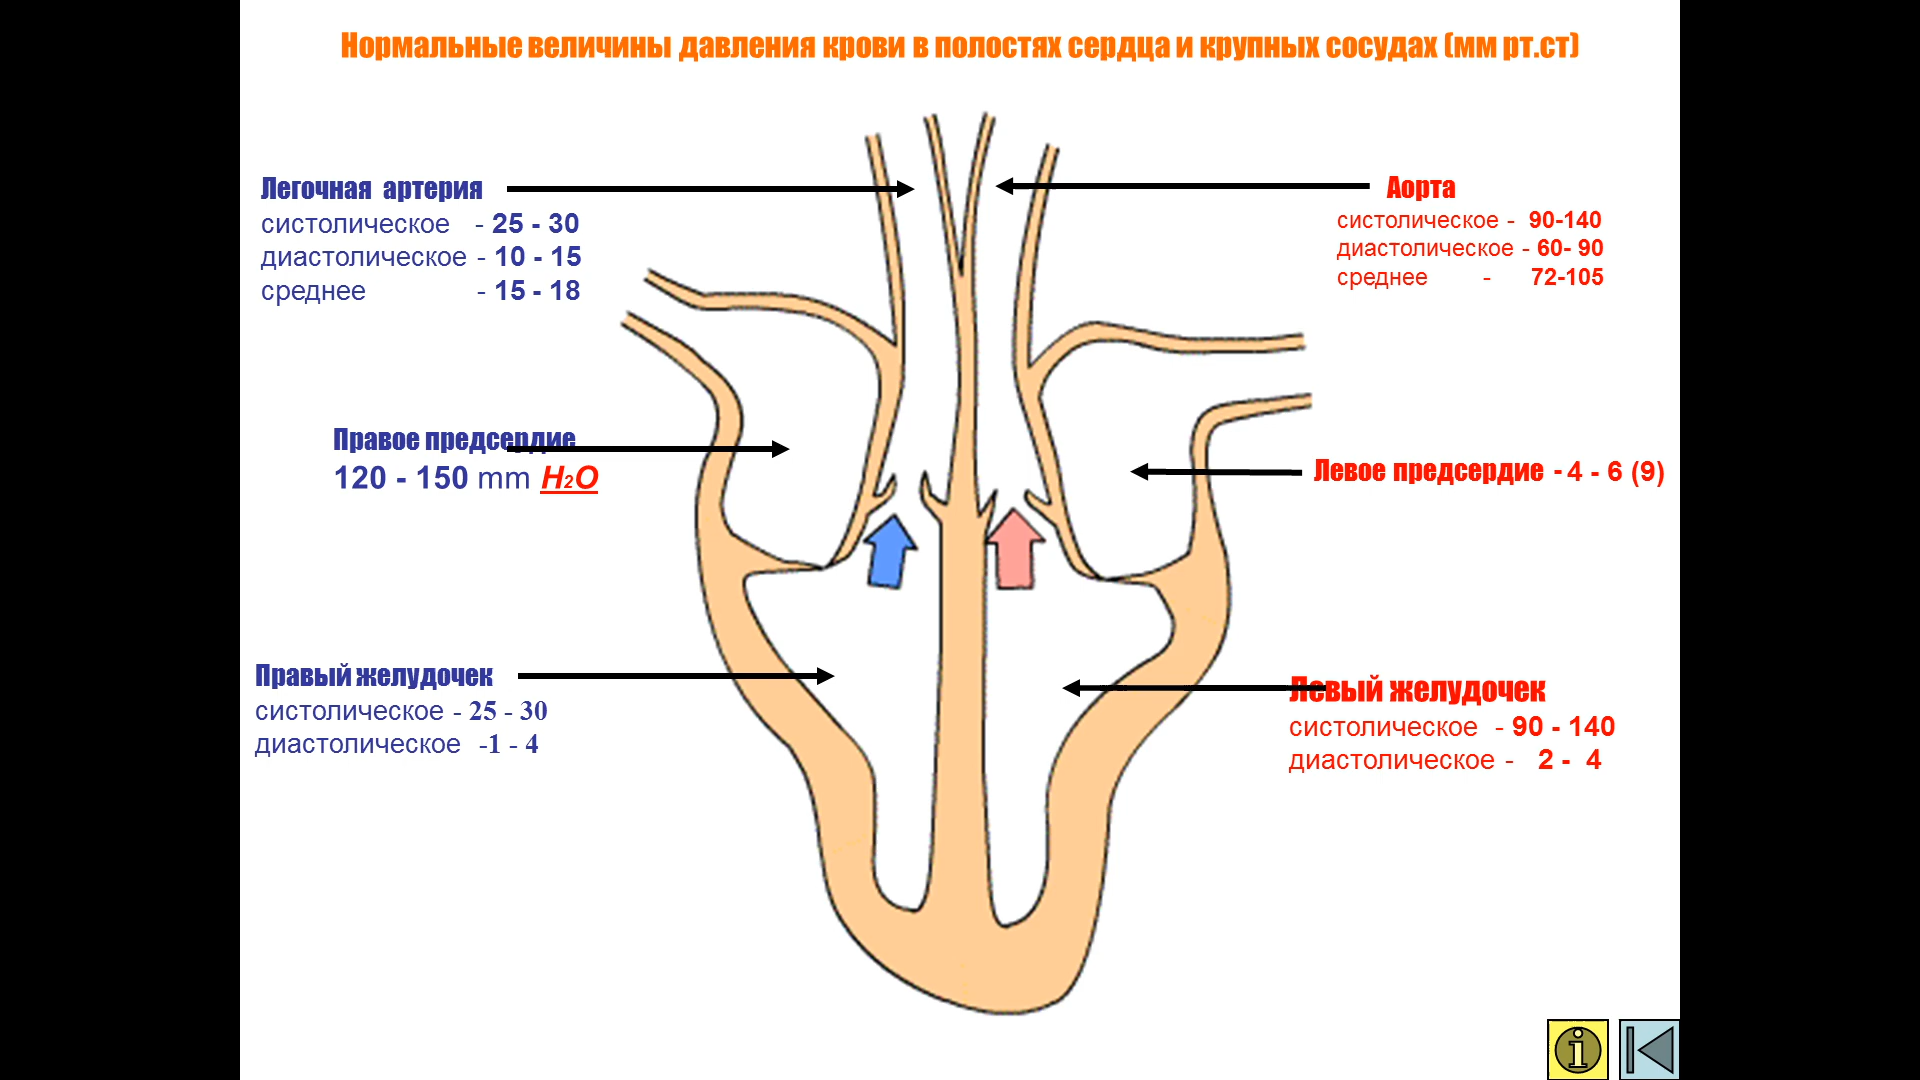 Нормальные величины давления крови в полостях сердца и крупных сосудах (мм рт.ст)
Легочная артерия
систолическое - 25 - 30
диастолическое - 10 - 15
среднее - 15 - 18
Аорта
систолическое - 90-140
диастолическое - 60- 90
среднее - 72-105
Правое предсердие
120 - 150 mm H2O
Левое предсердие - 4 - 6 (9)
Правый желудочек
систолическое - 25 - 30
диастолическое -1 - 4
Левый желудочек
систолическое - 90 - 140
диастолическое - 2 - 4